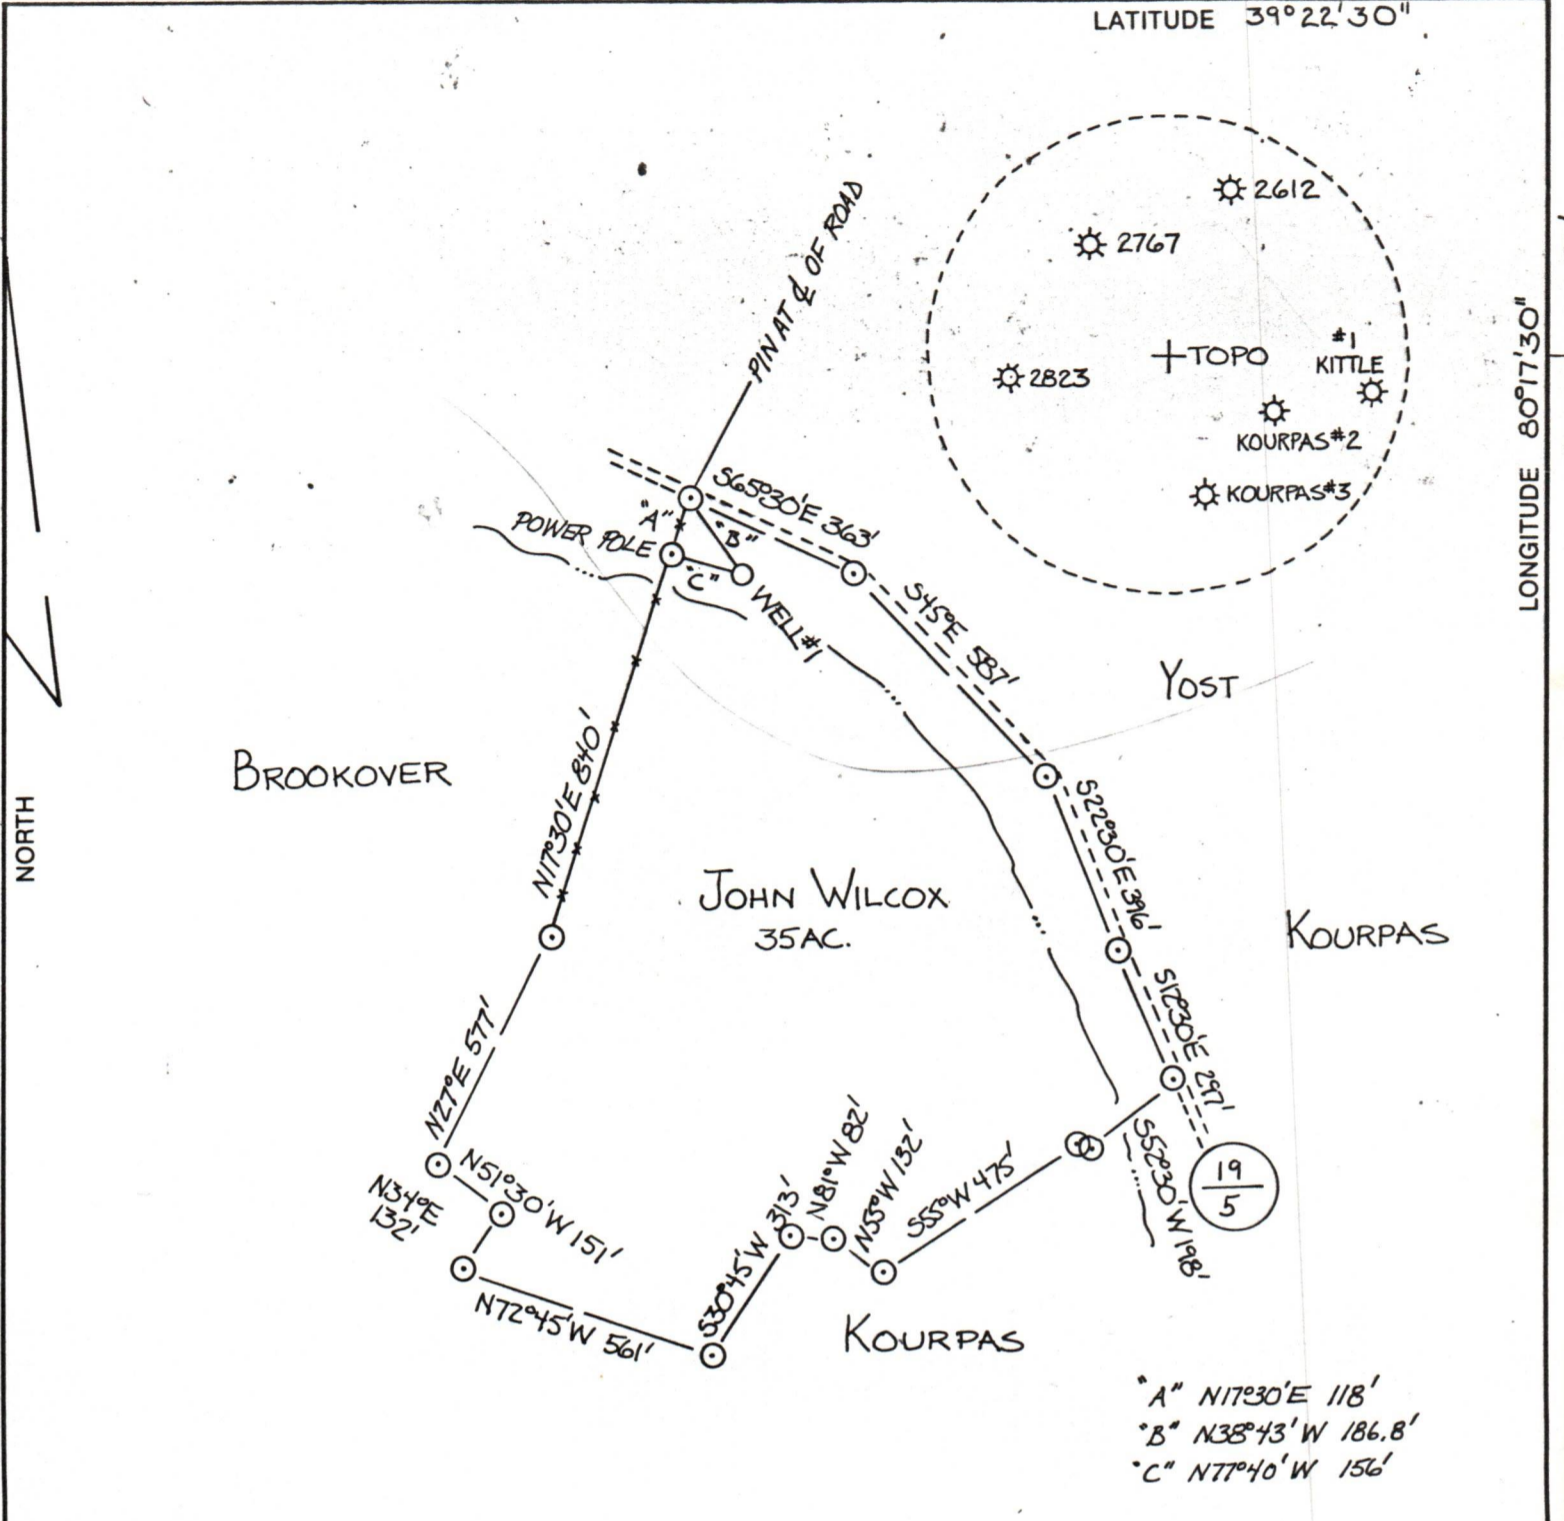 LATITUDE 39°22'30"
LONGITUDE 80°17'30"
2612
2767
2823
TOPO
#1
KITTLE
KOURPAS #2
KOURPAS #3
PIN AT ℄ OF ROAD
S65°30'E 363'
"A"
"B"
"C"
POWER POLE
WELL #1
S45°E 587'
YOST
BROOKOVER
NORTH
N17°30'E 840'
S22°30'E 396'
JOHN WILCOX
35 AC.
KOURPAS
S12°30'E 297'
N27°E 577'
N51°30'W 151'
N34°E
132'
N72°45'W 561'
S30°45'W 313'
N81°W 82'
N55°W 132'
S55°W 475'
S52°30'W 198'
19
5
KOURPAS
"A" N17°30'E 118'
"B" N38°43'W 186.8'
"C" N77°40'W 156'